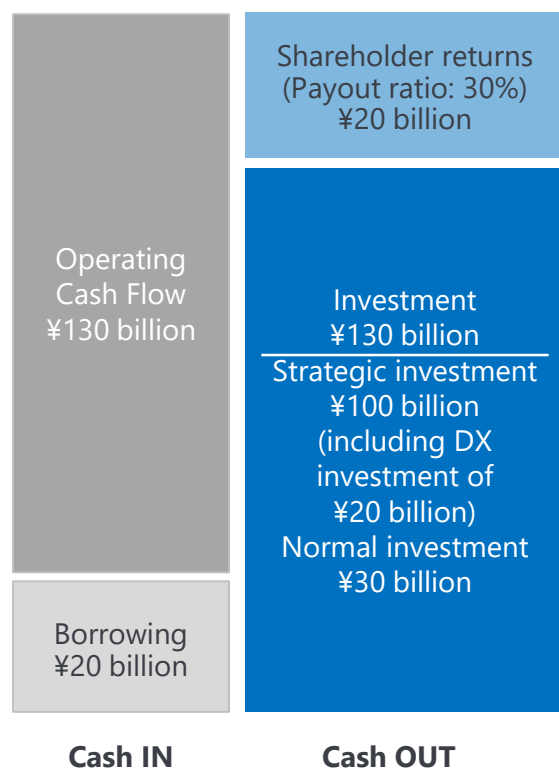 Operating
Cash Flow
¥130 billion
Borrowing
¥20 billion
Cash IN
Shareholder returns
(Payout ratio: 30%)
¥20 billion
Investment
¥130 billion
Strategic investment
¥100 billion
(including DX
investment of
¥20 billion)
Normal investment
¥30 billion
Cash OUT